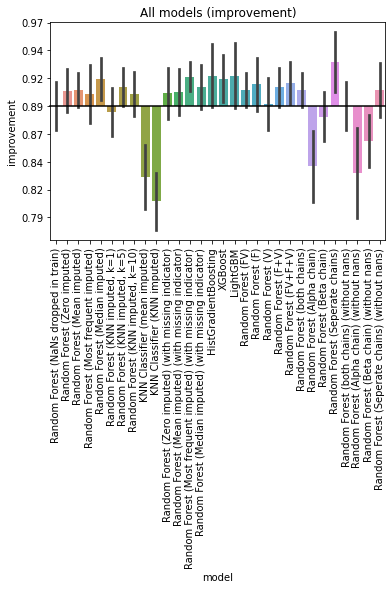 All models (improvement)
0.97
0.94
0.92
0.89
0.87
0.84
0.82
0.79
improvement
Random Forest (NaNs dropped in train)
Random Forest (Zero imputed)
Random Forest (Mean imputed)
Random Forest (Most frequent imputed)
Random Forest (Median imputed)
Random Forest (KNN imputed, k=1)
Random Forest (KNN imputed, k=5)
Random Forest (KNN imputed, k=10)
KNN Classifier (mean imputed)
KNN Classifier (KNN imputed)
Random Forest (Zero imputed) (with missing indicator)
Random Forest (Mean imputed) (with missing indicator)
Random Forest (Most frequent imputed) (with missing indicator)
Random Forest (Median imputed) (with missing indicator)
HistGradientBoosting
XGBoost
LightGBM
Random Forest (FV)
Random Forest (F)
Random Forest (V)
Random Forest (F+V)
Random Forest (FV+F+V)
Random Forest (both chains)
Random Forest (Alpha chain)
Random Forest (Beta chain)
Random Forest (Seperate chains)
Random Forest (both chains) (without nans)
Random Forest (Alpha chain) (without nans)
Random Forest (Beta chain) (without nans)
Random Forest (Seperate chains) (without nans)
model